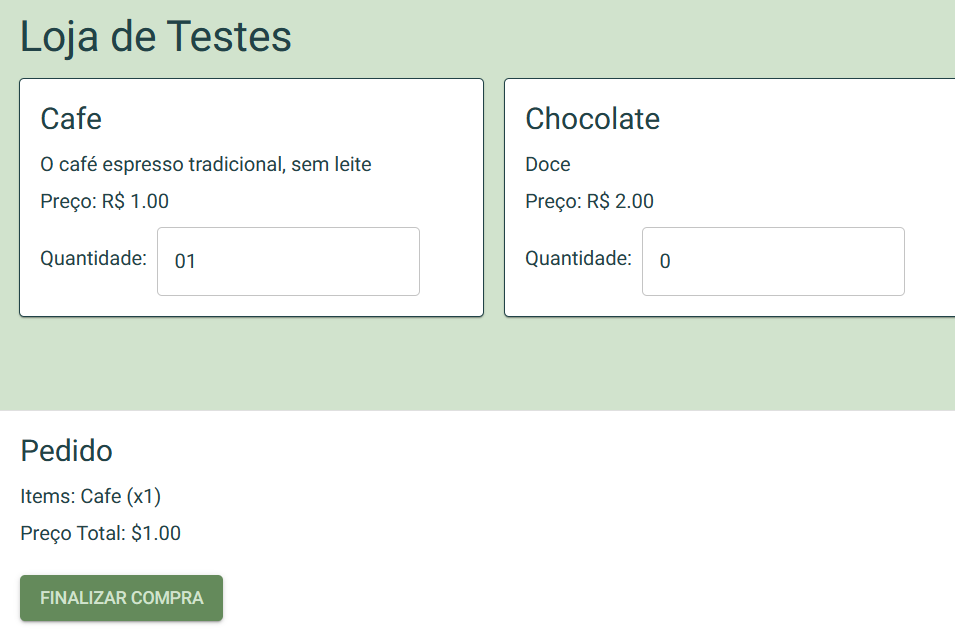 Loja de Testes
Cafe
O café espresso tradicional, sem leite
Preço: R$ 1.00
Quantidade: 01
Chocolate
Doce
Preço: R$ 2.00
Quantidade: 0
Pedido
Items: Cafe (x1)
Preço Total: $1.00
FINALIZAR COMPRA